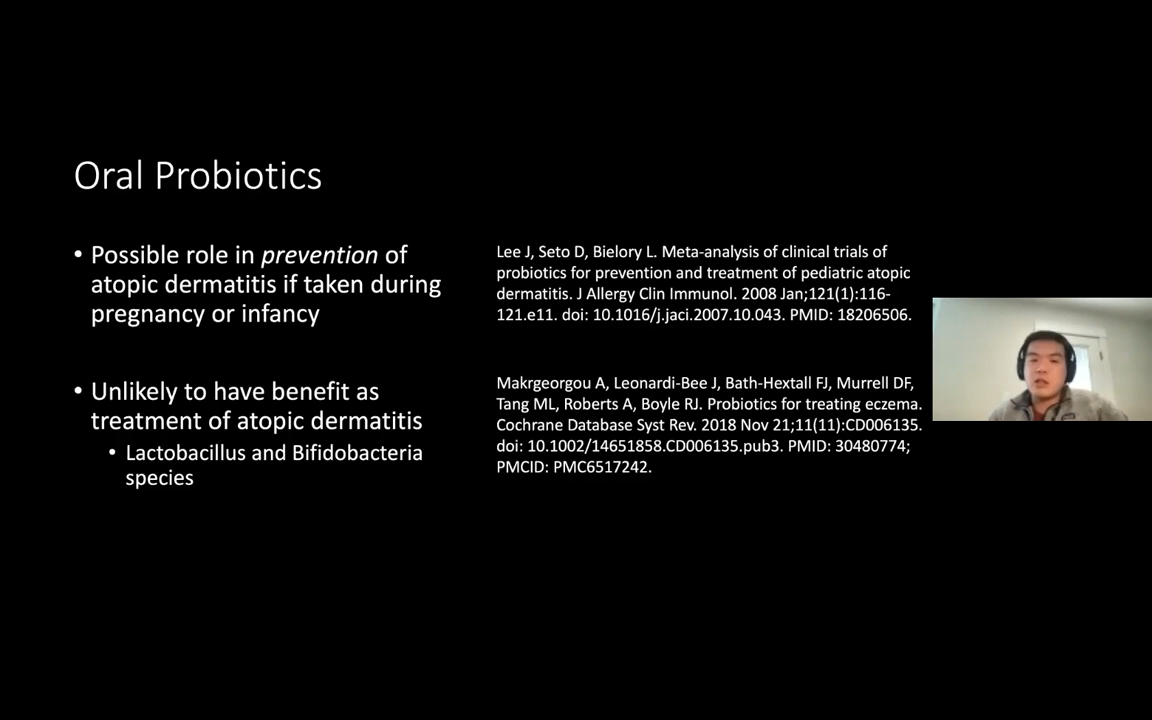 Oral Probiotics
• Possible role in prevention of
atopic dermatitis if taken during
pregnancy or infancy
• Unlikely to have benefit as
treatment of atopic dermatitis
• Lactobacillus and Bifidobacteria
species
Lee J, Seto D, Bielory L. Meta-analysis of clinical trials of
probiotics for prevention and treatment of pediatric atopic
dermatitis. J Allergy Clin Immunol. 2008 Jan;121(1):116-
121.e11. doi: 10.1016/j.jaci.2007.10.043. PMID: 18206506.
Makrgeorgou A, Leonardi-Bee J, Bath-Hextall FJ, Murrell DF,
Tang ML, Roberts A, Boyle RJ. Probiotics for treating eczema.
Cochrane Database Syst Rev. 2018 Nov 21;11(11):CD006135.
doi: 10.1002/14651858.CD006135.pub3. PMID: 30480774;
PMCID: PMC6517242.